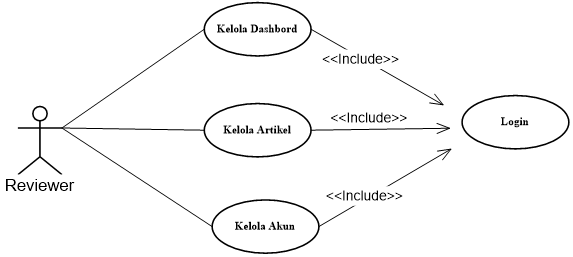 Kelola Dashbord
<<Include>>
Kelola Artikel
<<Include>>
Login
Reviewer
<<Include>>
Kelola Akun